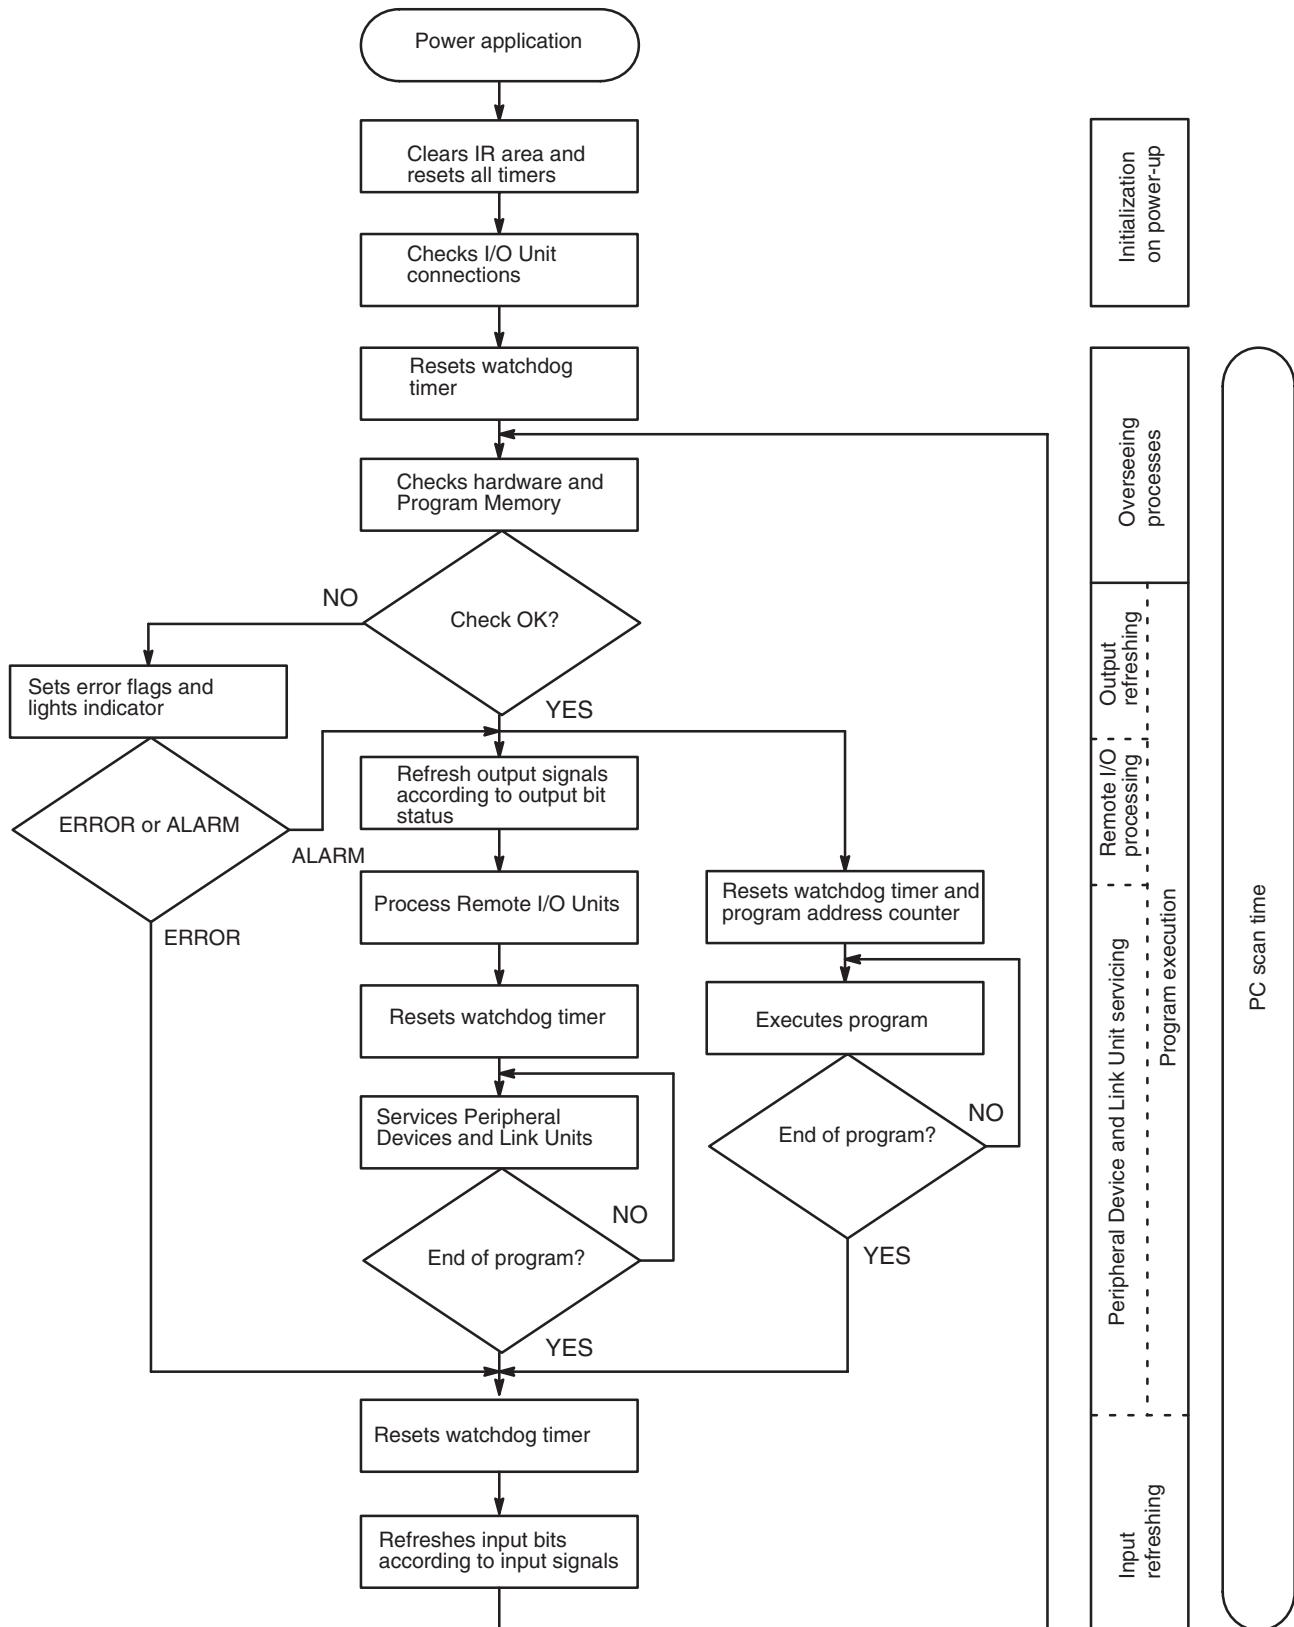 Power application
Clears IR area and
resets all timers
Checks I/O Unit
connections
Resets watchdog
timer
Checks hardware and
Program Memory
Check OK?
NO
YES
Sets error flags and
lights indicator
ERROR or ALARM
ALARM
ERROR
Refresh output signals
according to output bit
status
Process Remote I/O Units
Resets watchdog timer
Services Peripheral
Devices and Link Units
End of program?
NO
YES
Resets watchdog timer and
program address counter
Executes program
End of program?
NO
YES
Resets watchdog timer
Refreshes input bits
according to input signals
Initialization
on power-up
Overseeing
processes
Output
refreshing
Remote I/O
processing
Peripheral Device and Link Unit servicing
Program execution
Input
refreshing
PC scan time